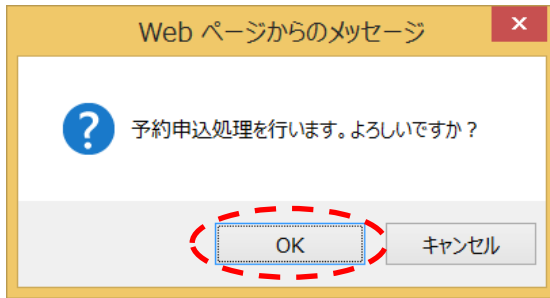 Web ページからのメッセージ
予約申込処理を行います。よろしいですか？
OK
キャンセル